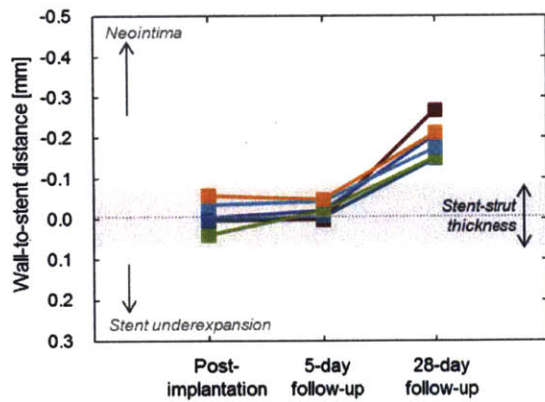 Wall-to-stent distance [mm]
-0.5
-0.4
-0.3
-0.2
-0.1
0.0
0.1
0.2
0.3
Neointima
Stent underexpansion
Stent-strut
thickness
Post-
implantation
5-day
follow-up
28-day
follow-up